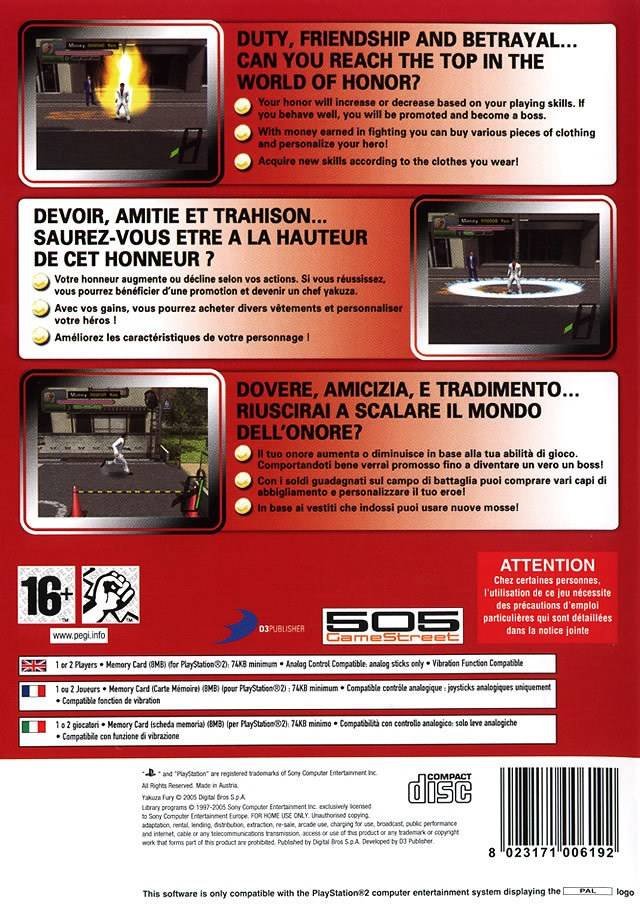 DUTY, FRIENDSHIP AND BETRAYAL...
CAN YOU REACH THE TOP IN THE
WORLD OF HONOR?
Your honor will increase or decrease based on your playing skills. If
you behave well, you will be promoted and become a boss.
With money earned in fighting you can buy various pieces of clothing
and personalize your hero!
Acquire new skills according to the clothes you wear!
DEVOIR, AMITIE ET TRAHISON...
SAUREZ-VOUS ETRE A LA HAUTEUR
DE CET HONNEUR ?
Votre honneur augmente ou décline selon vos actions. Si vous réussissez,
vous pourrez bénéficier d'une promotion et devenir un chef yakuza.
Avec vos gains, vous pourrez acheter divers vêtements et personnaliser
votre héros !
Améliorez les caractéristiques de votre personnage !
DOVERE, AMICIZIA, E TRADIMENTO...
RIUSCIRAI A SCALARE IL MONDO
DELL'ONORE?
Il tuo onore aumenta o diminuisce in base alla tua abilità di gioco.
Comportandoti bene verrai promosso fino a diventare un vero un boss!
Con i soldi guadagnati sul campo di battaglia puoi comprare vari capi di
abbigliamento e personalizzare il tuo eroe!
In base ai vestiti che indossi puoi usare nuove mosse!
16+
www.pegi.info
D3PUBLISHER
505
GameStreet
ATTENTION
Chez certaines personnes,
l'utilisation de ce jeu nécessite
des précautions d'emploi
particulières qui sont détaillées
dans la notice jointe
1 or 2 Players • Memory Card (8MB) (for PlayStation®2): 74KB minimum • Analog Control Compatible: analog sticks only • Vibration Function Compatible
1 ou 2 Joueurs • Memory Card (Carte Mémoire) (8MB) (pour PlayStation®2) : 74KB minimum • Compatible contrôle analogique : joysticks analogiques uniquement
• Compatible fonction de vibration
1 o 2 giocatori • Memory Card (scheda memoria) (8MB) (per PlayStation®2): 74KB minimo • Compatibilità con controllo analogico: solo leve analogiche
• Compatibile con funzione di vibrazione
" " and "PlayStation" are registered trademarks of Sony Computer Entertainment Inc.
All Rights Reserved. Made in Austria.
Yakuza Fury © 2005 Digital Bros S.p.A.
Library programs © 1997-2005 Sony Computer Entertainment Inc. exclusively licensed
to Sony Computer Entertainment Europe. FOR HOME USE ONLY. Unauthorised copying,
adaptation, rental, lending, distribution, extraction, re-sale, arcade use, charging for use, broadcast, public performance
and internet, cable or any telecommunications transmission, access or use of this product or any trademark or copyright
work that forms part of this product are prohibited. Published by Digital Bros S.p.A. Developed by D3 Publisher.
COMPACT
disc
8 023171 006192
This software is only compatible with the PlayStation®2 computer entertainment system displaying the PAL logo